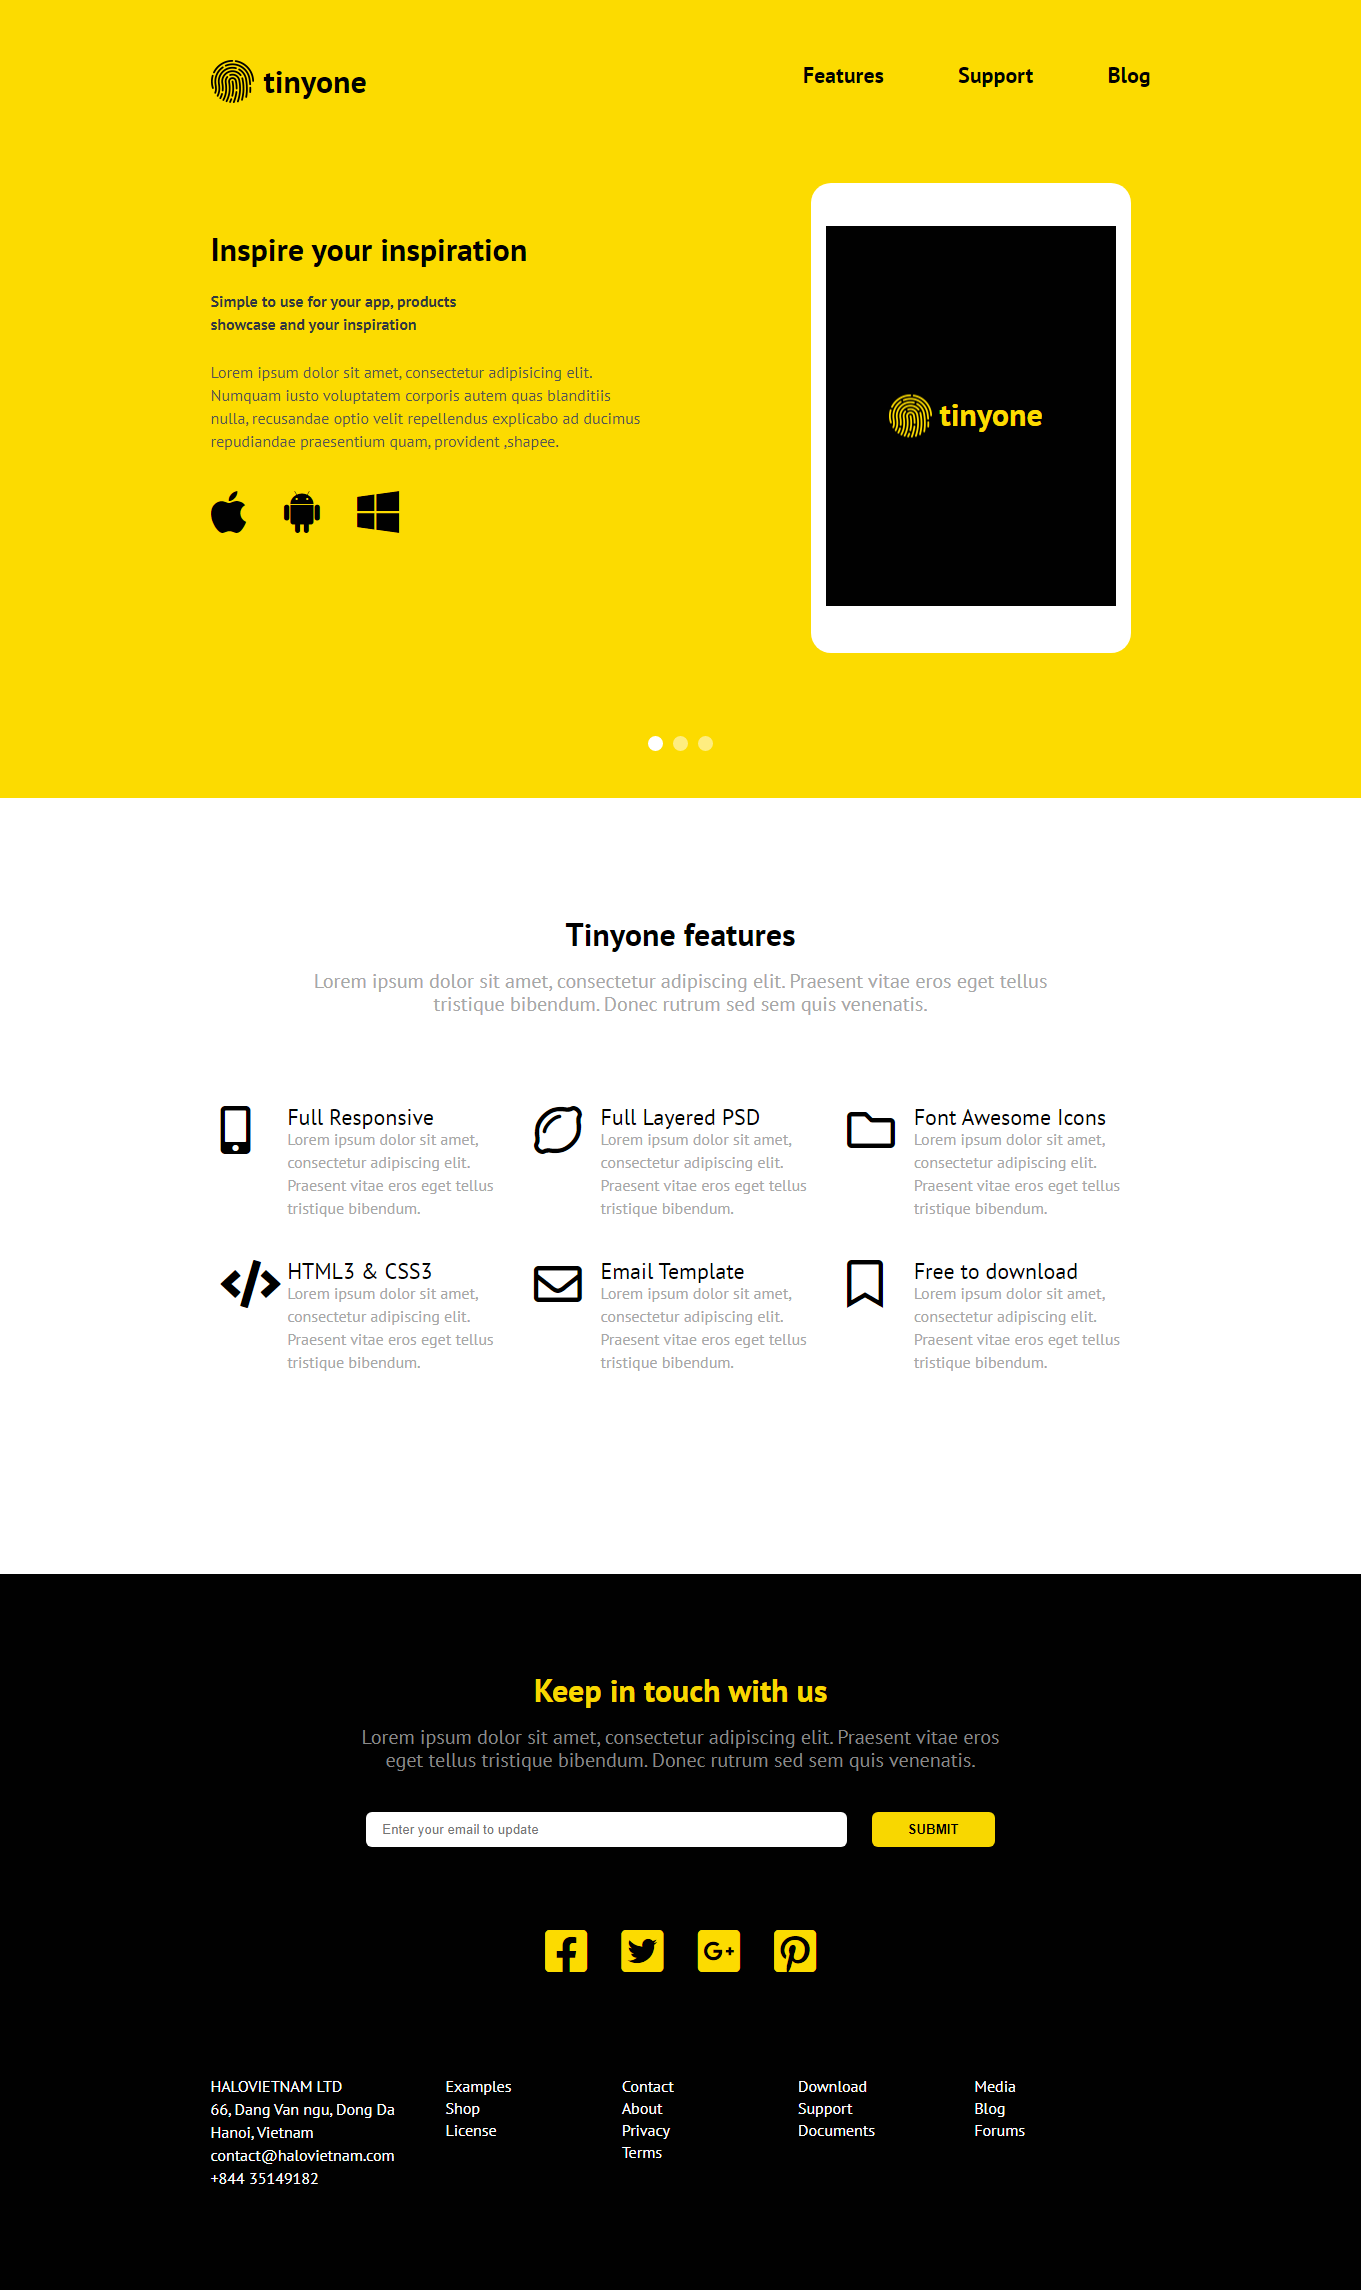 tinyone
Features
Support
Blog
Inspire your inspiration
Simple to use for your app, products
showcase and your inspiration
Lorem ipsum dolor sit amet, consectetur adipisicing elit.
Numquam iusto voluptatem corporis autem quas blanditiis
nulla, recusandae optio velit repellendus explicabo ad ducimus
repudiandae praesentium quam, provident ,shapee.
tinyone
Tinyone features
Lorem ipsum dolor sit amet, consectetur adipiscing elit. Praesent vitae eros eget tellus
tristique bibendum. Donec rutrum sed sem quis venenatis.
Full Responsive
Lorem ipsum dolor sit amet,
consectetur adipiscing elit.
Praesent vitae eros eget tellus
tristique bibendum.
Full Layered PSD
Lorem ipsum dolor sit amet,
consectetur adipiscing elit.
Praesent vitae eros eget tellus
tristique bibendum.
Font Awesome Icons
Lorem ipsum dolor sit amet,
consectetur adipiscing elit.
Praesent vitae eros eget tellus
tristique bibendum.
HTML3 & CSS3
Lorem ipsum dolor sit amet,
consectetur adipiscing elit.
Praesent vitae eros eget tellus
tristique bibendum.
Email Template
Lorem ipsum dolor sit amet,
consectetur adipiscing elit.
Praesent vitae eros eget tellus
tristique bibendum.
Free to download
Lorem ipsum dolor sit amet,
consectetur adipiscing elit.
Praesent vitae eros eget tellus
tristique bibendum.
Keep in touch with us
Lorem ipsum dolor sit amet, consectetur adipiscing elit. Praesent vitae eros
eget tellus tristique bibendum. Donec rutrum sed sem quis venenatis.
Enter your email to update
SUBMIT
HALOVIETNAM LTD
66, Dang Van ngu, Dong Da
Hanoi, Vietnam
contact@halovietnam.com
+844 35149182
Examples
Shop
License
Contact
About
Privacy
Terms
Download
Support
Documents
Media
Blog
Forums